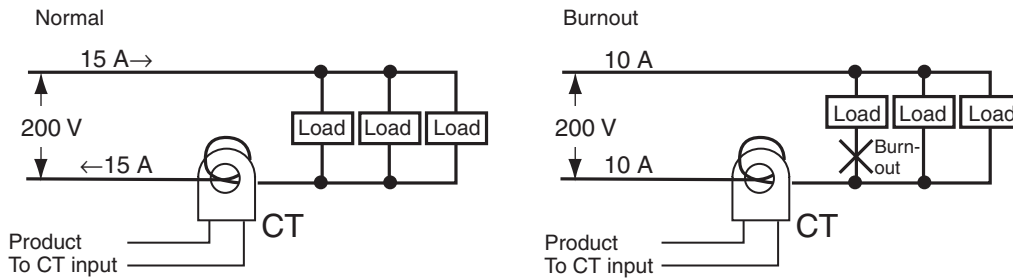 Normal
15 A→
200 V
←15 A
Load
Load
Load
CT
Product
To CT input
Burnout
10 A
200 V
10 A
Load
Load
Load
Burn-
out
CT
Product
To CT input